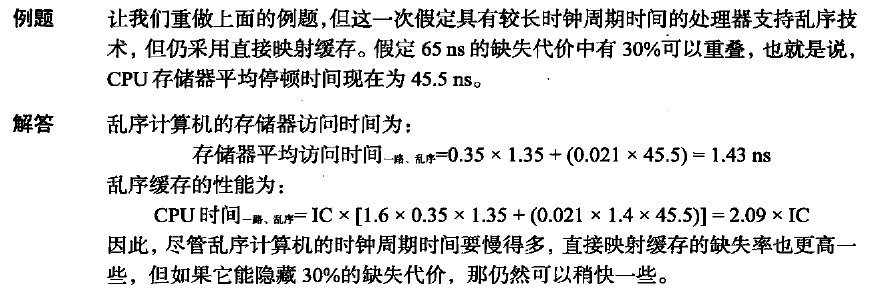 例题 让我们重做上面的例题,但这一次假定具有较长时钟周期时间的处理器支持乱序技
术，但仍采用直接映射缓存。假定 65 ns 的缺失代价中有 30%可以重叠，也就是说，
CPU 存储器平均停顿时间现在为 45.5 ns。
解答 乱序计算机的存储器访问时间为：
存储器平均访问时间一路、乱序=0.35 × 1.35 + (0.021 × 45.5) = 1.43 ns
乱序缓存的性能为：
CPU 时间一路、乱序= IC × [1.6 × 0.35 × 1.35 + (0.021 × 1.4 × 45.5)] = 2.09 × IC
因此，尽管乱序计算机的时钟周期时间要慢得多，直接映射缓存的缺失率也更高一
些，但如果它能隐藏 30%的缺失代价，那仍然可以稍快一些。